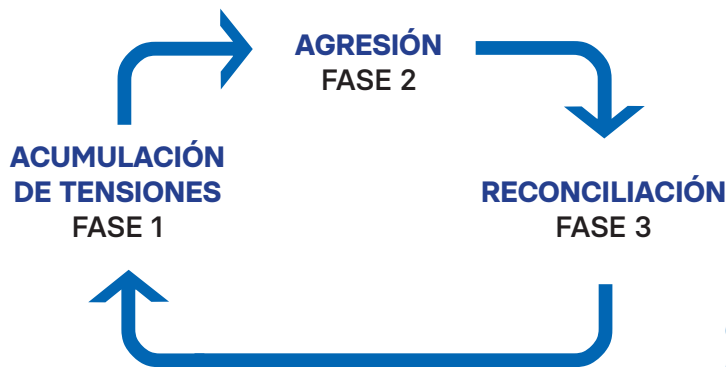 AGRESIÓN
FASE 2
ACUMULACIÓN
DE TENSIONES
FASE 1
RECONCILIACIÓN
FASE 3